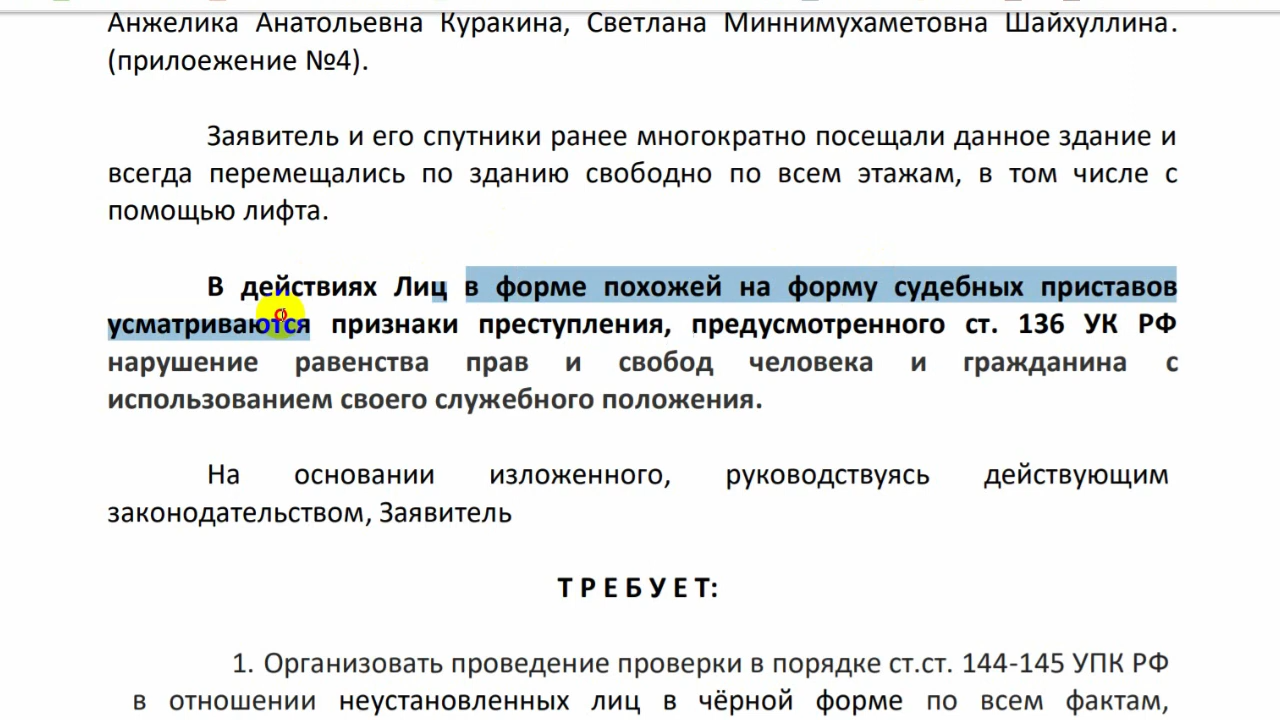 Анжелика Анатольевна Куракина, Светлана Миннимухаметовна Шайхуллина.
(прилоежение №4).
Заявитель и его спутники ранее многократно посещали данное здание и
всегда перемещались по зданию свободно по всем этажам, в том числе с
помощью лифта.
В действиях Лиц в форме похожей на форму судебных приставов
усматриваются признаки преступления, предусмотренного ст. 136 УК РФ
нарушение равенства прав и свобод человека и гражданина с
использованием своего служебного положения.
На основании изложенного, руководствуясь действующим
законодательством, Заявитель
Т Р Е Б У Е Т:
1. Организовать проведение проверки в порядке ст.ст. 144-145 УПК РФ
в отношении неустановленных лиц в чёрной форме по всем фактам,